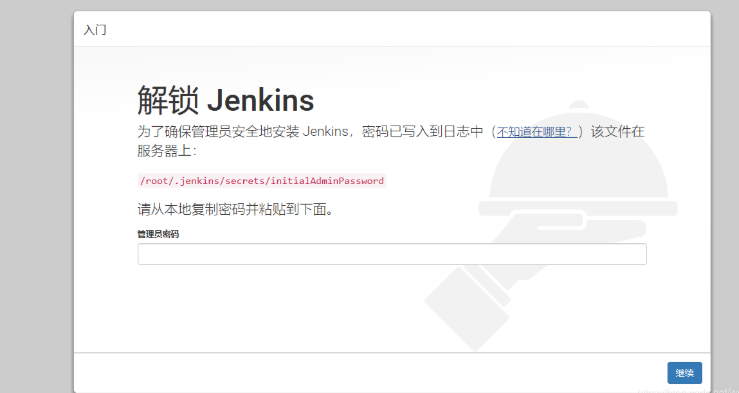 入门
解锁 Jenkins
为了确保管理员安全地安装 Jenkins，密码已写入到日志中（不知道在哪里？）该文件在
服务器上：
/root/.jenkins/secrets/initialAdminPassword
请从本地复制密码并粘贴到下面。
管理员密码
继续